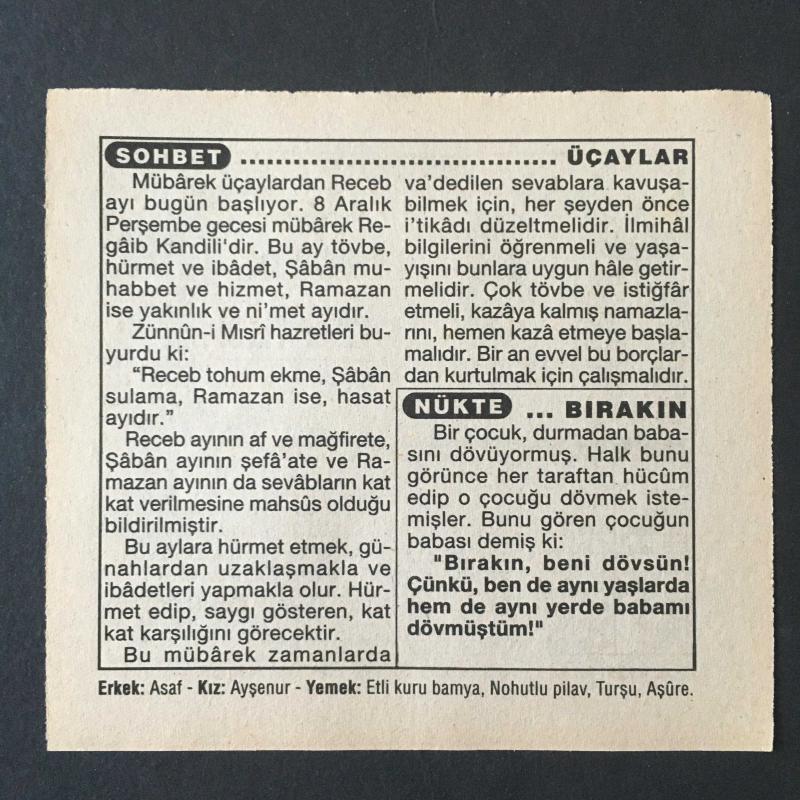 SOHBET ................................ ÜÇAYLAR
Mübârek üçaylardan Receb
ayı bugün başlıyor. 8 Aralık
Perşembe gecesi mübârek Re-
gâib Kandili'dir. Bu ay tövbe,
hürmet ve ibâdet, Şâbân mu-
habbet ve hizmet, Ramazan
ise yakınlık ve ni'met ayıdır.
Zünnûn-i Mısrî hazretleri bu-
yurdu ki:
"Receb tohum ekme, Şâbân
sulama, Ramazan ise, hasat
ayıdır."
Receb ayının af ve mağfirete,
Şâbân ayının şefâ'ate ve Ra-
mazan ayının da sevâbların kat
kat verilmesine mahsûs olduğu
bildirilmiştir.
Bu aylara hürmet etmek, gü-
nahlardan uzaklaşmakla ve
ibâdetleri yapmakla olur. Hür-
met edip, saygı gösteren, kat
kat karşılığını görecektir.
Bu mübârek zamanlarda
va'dedilen sevablara kavuşa-
bilmek için, her şeyden önce
i'tikâdı düzeltmelidir. İlmihâl
bilgilerini öğrenmeli ve yaşa-
yışını bunlara uygun hâle getir-
melidir. Çok tövbe ve istiğfâr
etmeli, kazâya kalmış namazla-
rını, hemen kazâ etmeye başla-
malıdır. Bir an evvel bu borçlar-
dan kurtulmak için çalışmalıdır.
NÜKTE ... BIRAKIN
Bir çocuk, durmadan baba-
sını dövüyormuş. Halk bunu
görünce her taraftan hücûm
edip o çocuğu dövmek iste-
mişler. Bunu gören çocuğun
babası demiş ki:
"Bırakın, beni dövsün!
Çünkü, ben de aynı yaşlarda
hem de aynı yerde babamı
dövmüştüm!"
Erkek: Asaf - Kız: Ayşenur - Yemek: Etli kuru bamya, Nohutlu pilav, Turşu, Aşûre.